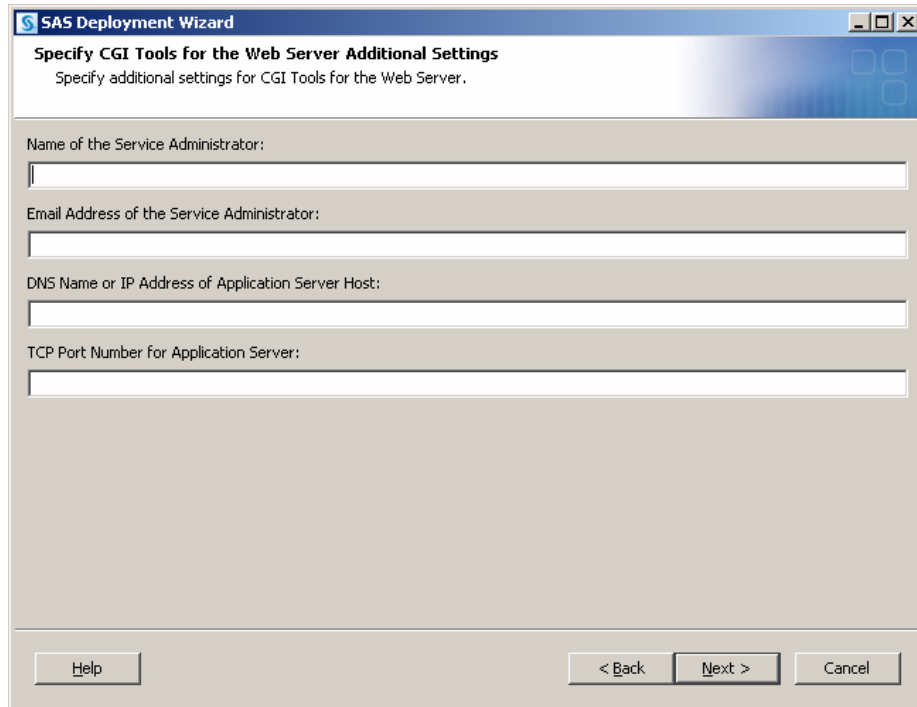 SAS Deployment Wizard
Specify CGI Tools for the Web Server Additional Settings
Specify additional settings for CGI Tools for the Web Server.
Name of the Service Administrator:
Email Address of the Service Administrator:
DNS Name or IP Address of Application Server Host:
TCP Port Number for Application Server:
Help
< Back
Next >
Cancel